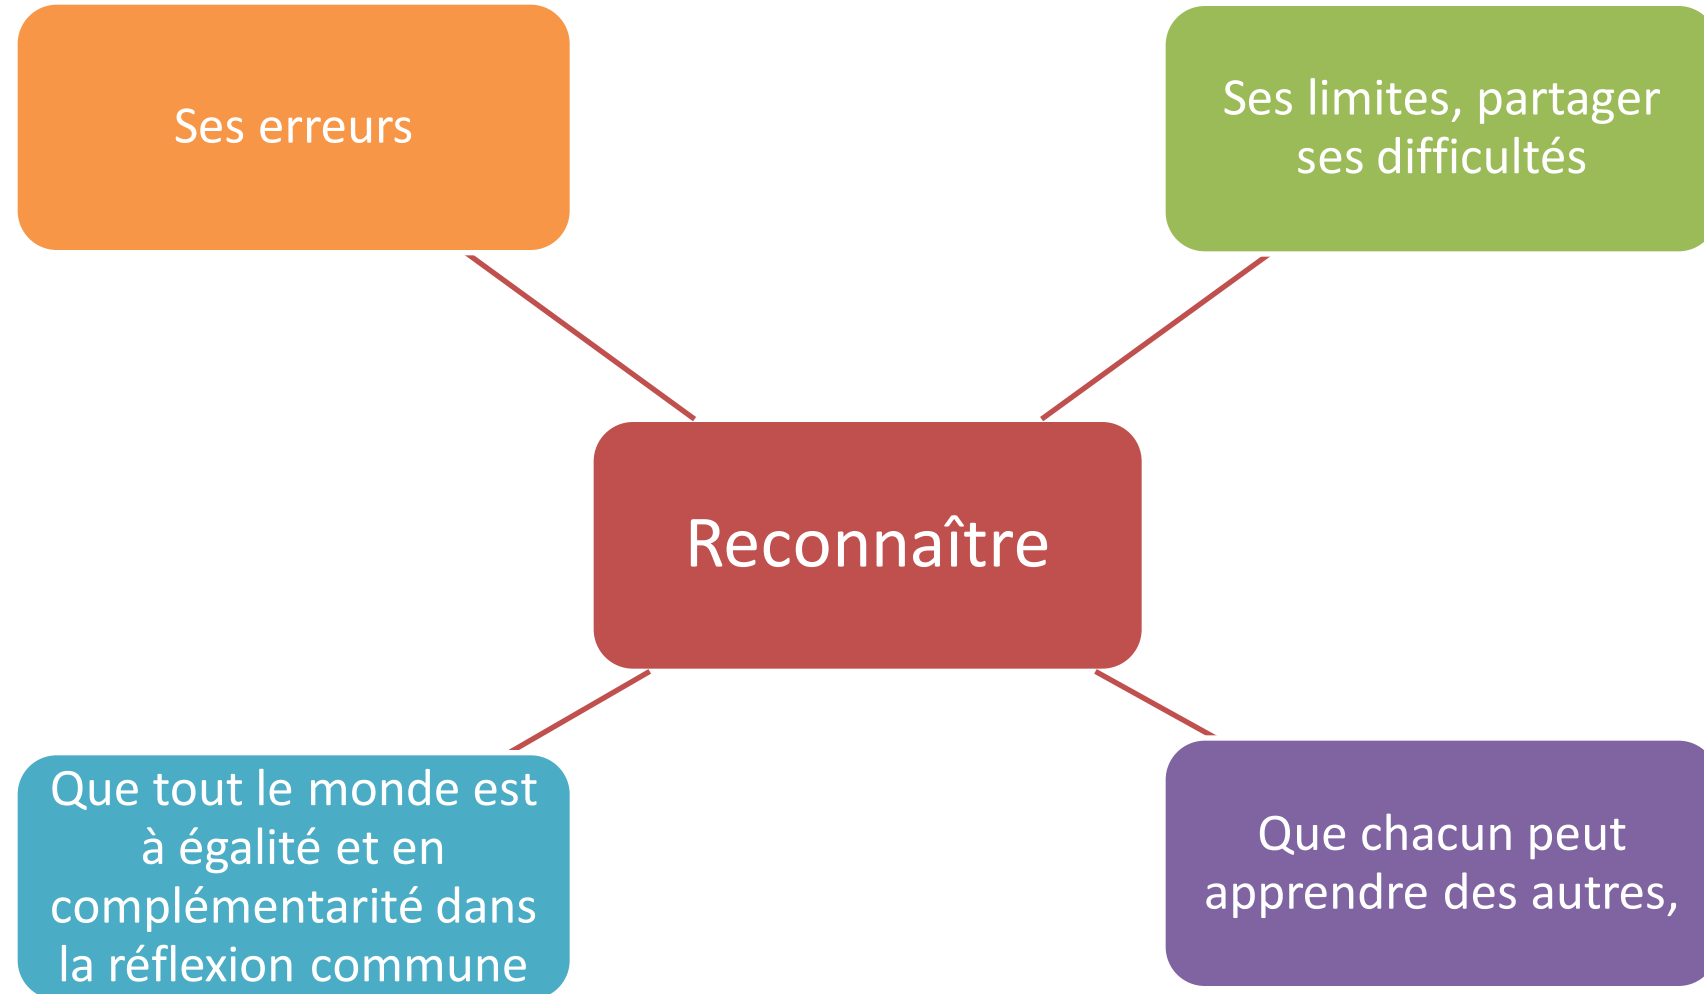 Ses erreurs
Ses limites, partager
ses difficultés
Reconnaître
Que tout le monde est
à égalité et en
complémentarité dans
la réflexion commune
Que chacun peut
apprendre des autres,